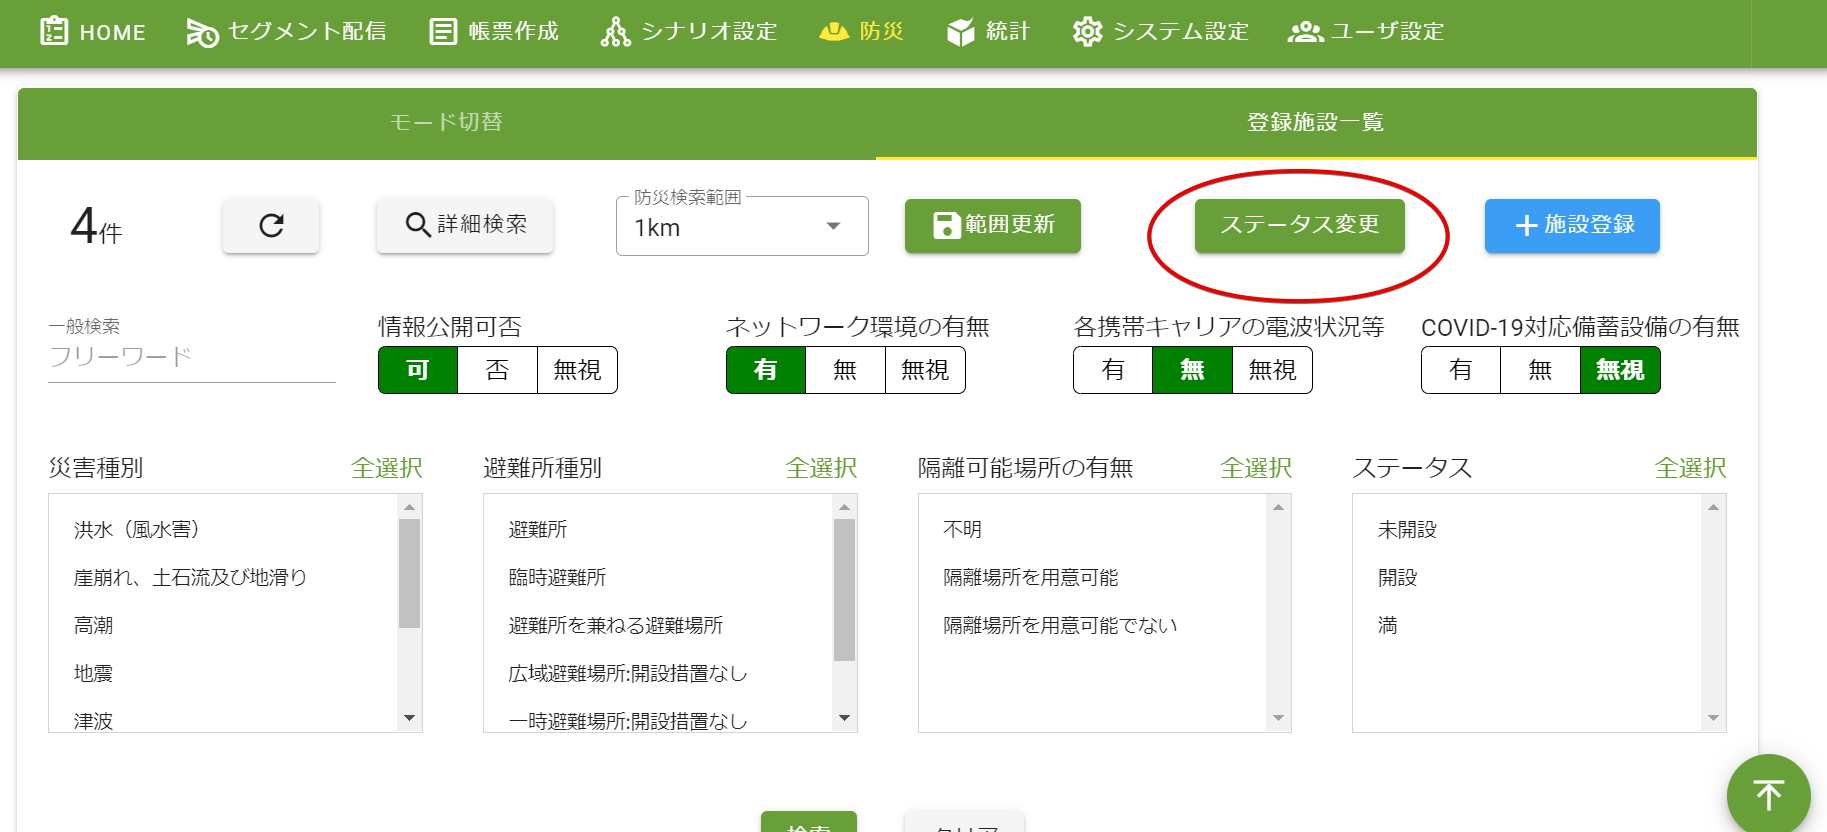 HOME セグメント配信 帳票作成 シナリオ設定 防災 統計 システム設定 ユーザ設定
モード切替 登録施設一覧
4件 詳細検索 防災検索範囲 1km 範囲更新 ステータス変更 施設登録
一般検索
フリーワード
情報公開可否
可 否 無視
ネットワーク環境の有無
有 無 無視
各携帯キャリアの電波状況等
有 無 無視
COVID-19対応備蓄設備の有無
有 無 無視
災害種別 全選択
洪水（風水害）
崖崩れ、土石流及び地滑り
高潮
地震
津波
避難所種別 全選択
避難所
臨時避難所
避難所を兼ねる避難場所
広域避難場所:開設措置なし
一時避難場所:開設措置なし
隔離可能場所の有無 全選択
不明
隔離場所を用意可能
隔離場所を用意可能でない
ステータス 全選択
未開設
開設
満
検索 クリア